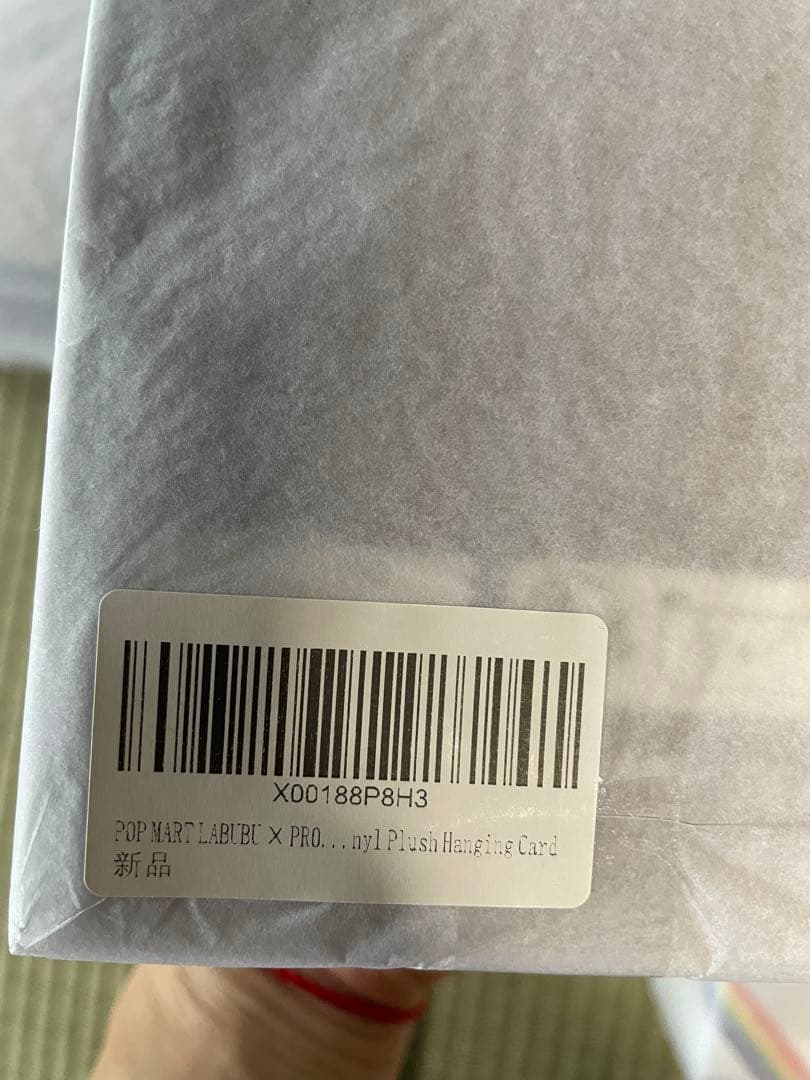 X00188P8H3
POP MART LABUBU × PRO...nyl Plush Hanging Card
新品